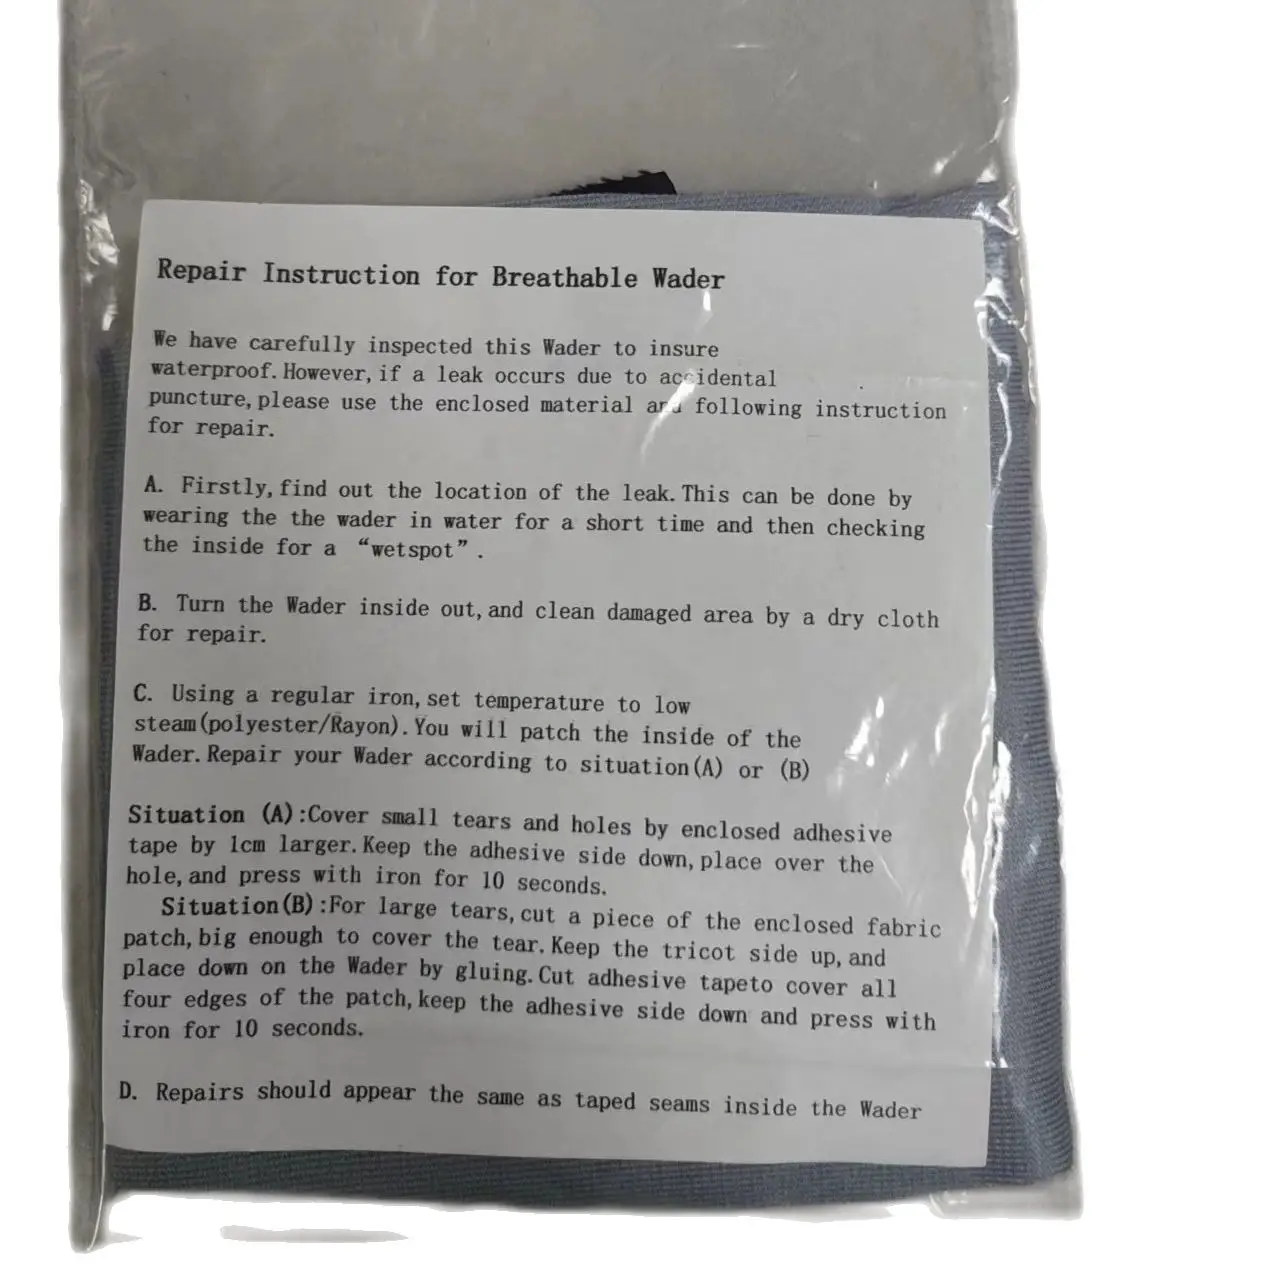 Repair Instruction for Breathable Wader
We have carefully inspected this Wader to insure
waterproof. However, if a leak occurs due to accidental
puncture, please use the enclosed material and following instruction
for repair.
A. Firstly, find out the location of the leak. This can be done by
wearing the the wader in water for a short time and then checking
the inside for a “wetspot”.
B. Turn the Wader inside out, and clean damaged area by a dry cloth
for repair.
C. Using a regular iron, set temperature to low
steam(polyester/Rayon). You will patch the inside of the
Wader. Repair your Wader according to situation(A) or (B)
Situation (A):Cover small tears and holes by enclosed adhesive
tape by 1cm larger. Keep the adhesive side down, place over the
hole, and press with iron for 10 seconds.
Situation(B):For large tears, cut a piece of the enclosed fabric
patch, big enough to cover the tear. Keep the tricot side up, and
place down on the Wader by gluing. Cut adhesive tapeto cover all
four edges of the patch, keep the adhesive side down and press with
iron for 10 seconds.
D. Repairs should appear the same as taped seams inside the Wader